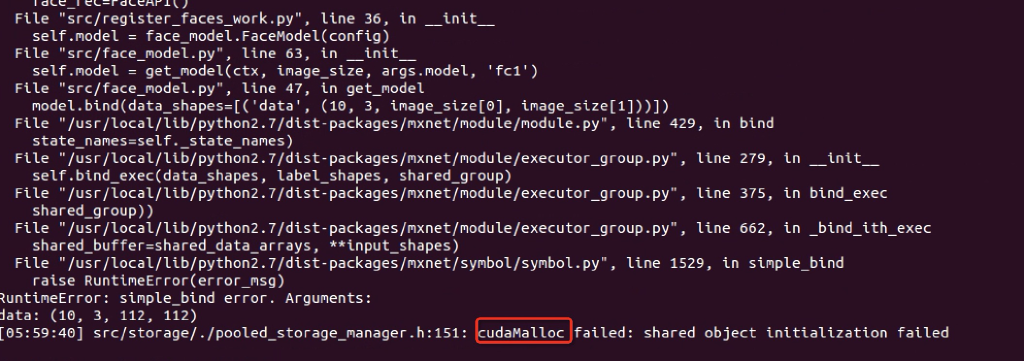 face_rec=FaceAPI()
File "src/register_faces_work.py", line 36, in __init__
self.model = face_model.FaceModel(config)
File "src/face_model.py", line 63, in __init__
self.model = get_model(ctx, image_size, args.model, 'fc1')
File "src/face_model.py", line 47, in get_model
model.bind(data_shapes=[('data', (10, 3, image_size[0], image_size[1]))])
File "/usr/local/lib/python2.7/dist-packages/mxnet/module/module.py", line 429, in bind
state_names=self._state_names)
File "/usr/local/lib/python2.7/dist-packages/mxnet/module/executor_group.py", line 279, in __init__
self.bind_exec(data_shapes, label_shapes, shared_group)
File "/usr/local/lib/python2.7/dist-packages/mxnet/module/executor_group.py", line 375, in bind_exec
shared_group))
File "/usr/local/lib/python2.7/dist-packages/mxnet/module/executor_group.py", line 662, in _bind_ith_exec
shared_buffer=shared_data_arrays, **input_shapes)
File "/usr/local/lib/python2.7/dist-packages/mxnet/symbol/symbol.py", line 1529, in simple_bind
raise RuntimeError(error_msg)
RuntimeError: simple_bind error. Arguments:
data: (10, 3, 112, 112)
[05:59:40] src/storage/./pooled_storage_manager.h:151: cudaMalloc failed: shared object initialization failed